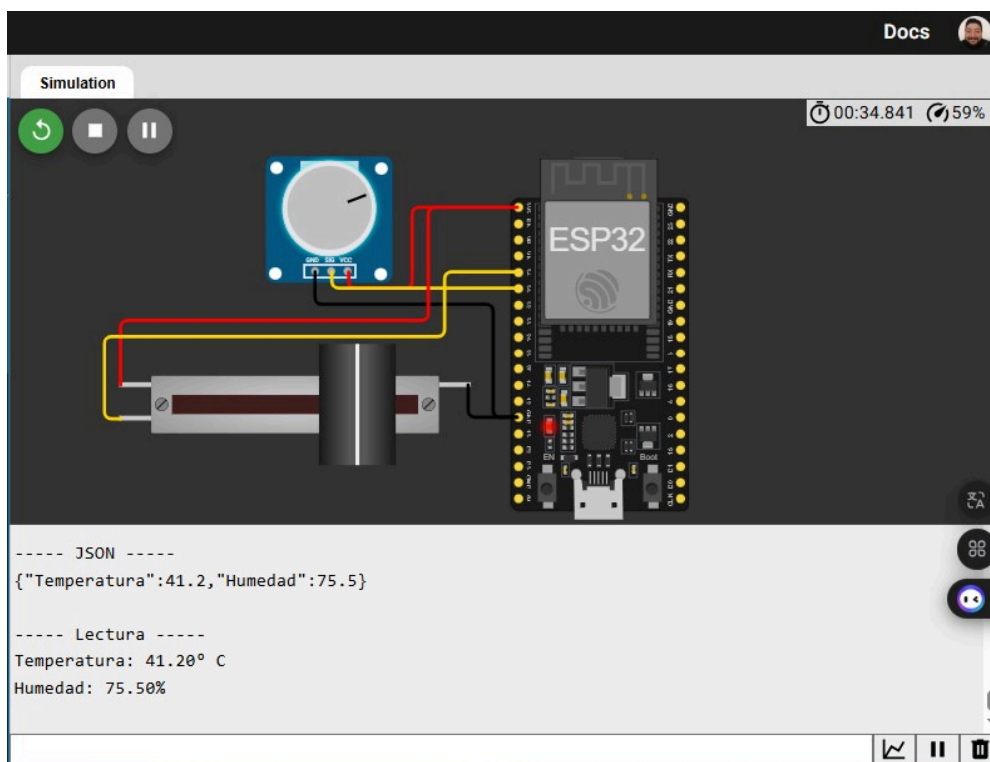 Docs
Simulation
00:34.841 59%
GND SIG VCC
ESP32
EN Boot
----- JSON -----
{"Temperatura":41.2,"Humedad":75.5}
----- Lectura -----
Temperatura: 41.20º C
Humedad: 75.50%